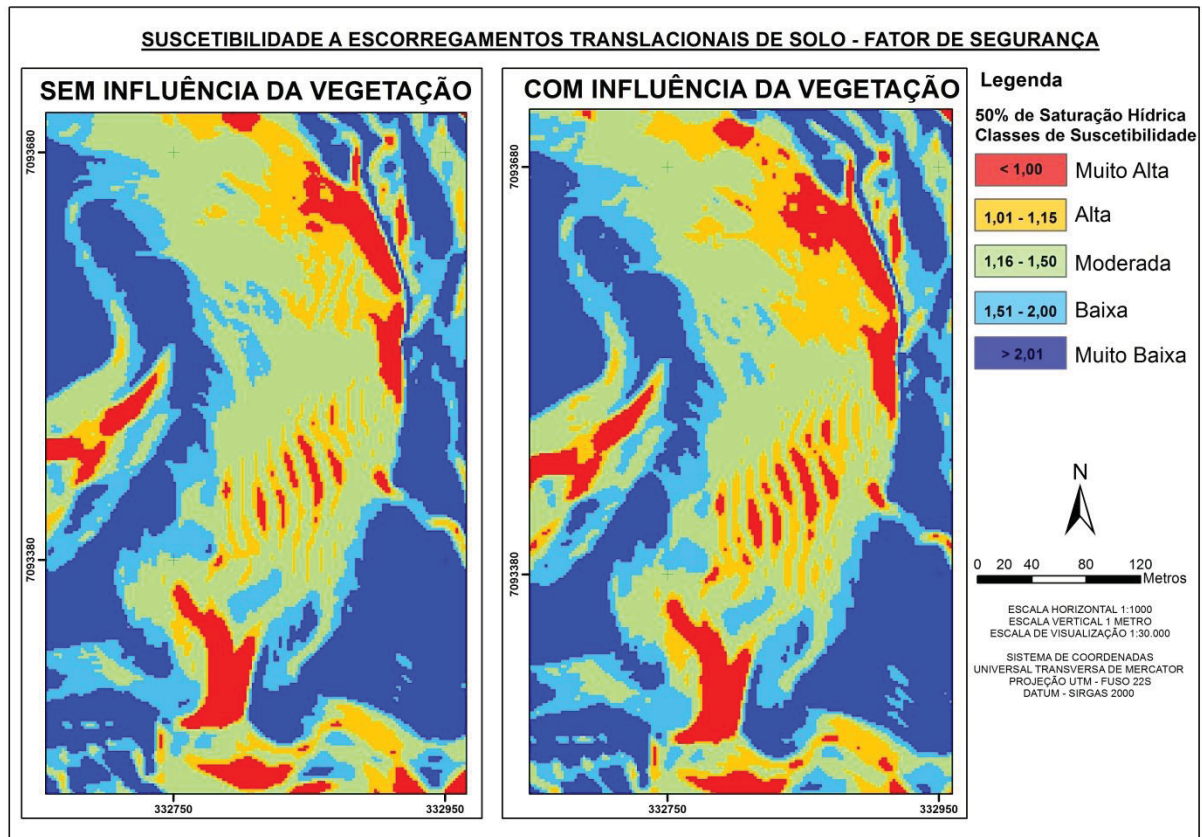 SUSCETIBILIDADE A ESCORREGAMENTOS TRANSLACIONAIS DE SOLO - FATOR DE SEGURANÇA
SEM INFLUÊNCIA DA VEGETAÇÃO
7093680
7093380
332750
332950
COM INFLUÊNCIA DA VEGETAÇÃO
7093680
7093380
332750
332950
Legenda
50% de Saturação Hídrica
Classes de Suscetibilidade
< 1,00 Muito Alta
1,01 - 1,15 Alta
1,16 - 1,50 Moderada
1,51 - 2,00 Baixa
> 2,01 Muito Baixa
N
0 20 40 80 120
Metros
ESCALA HORIZONTAL 1:1000
ESCALA VERTICAL 1 METRO
ESCALA DE VISUALIZAÇÃO 1:30.000
SISTEMA DE COORDENADAS
UNIVERSAL TRANSVERSA DE MERCATOR
PROJEÇÃO UTM - FUSO 22S
DATUM - SIRGAS 2000